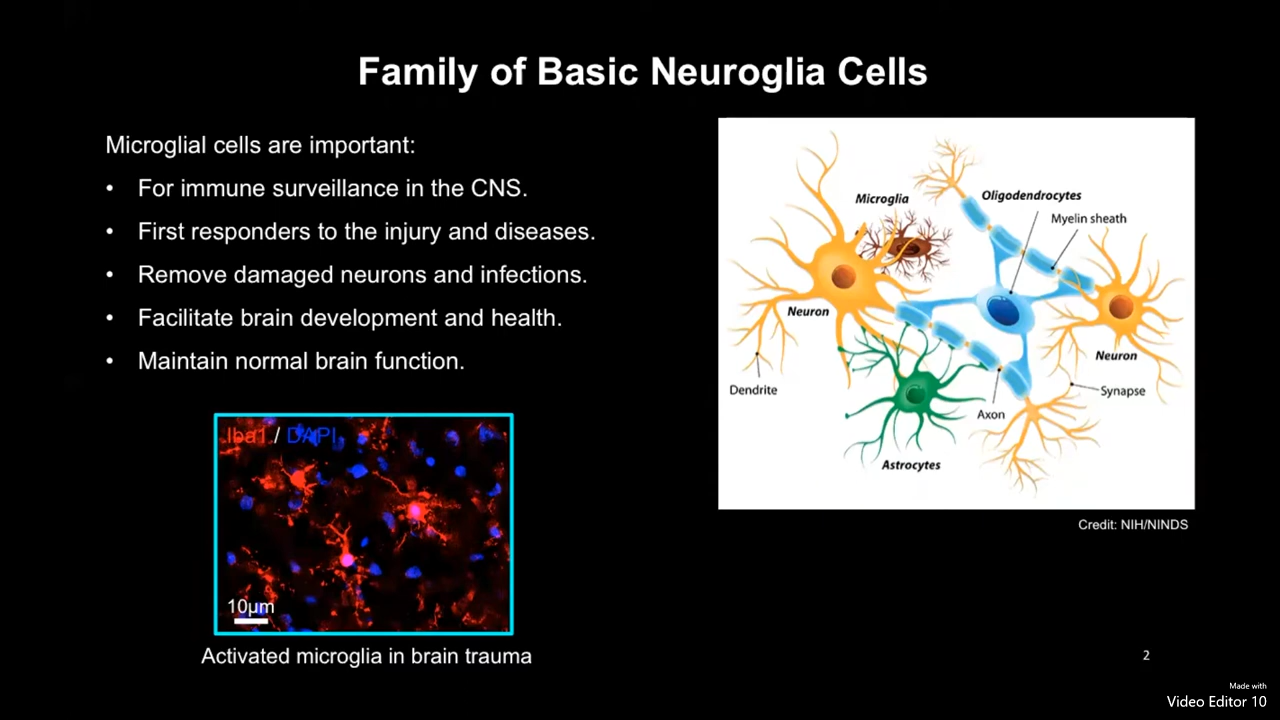 Family of Basic Neuroglia Cells
Microglial cells are important:
• For immune surveillance in the CNS.
• First responders to the injury and diseases.
• Remove damaged neurons and infections.
• Facilitate brain development and health.
• Maintain normal brain function.
Iba1 / DAPI
10µm
Activated microglia in brain trauma
Microglia
Oligodendrocytes
Myelin sheath
Neuron
Neuron
Dendrite
Synapse
Axon
Astrocytes
Credit: NIH/NINDS
2
Made with
Video Editor 10